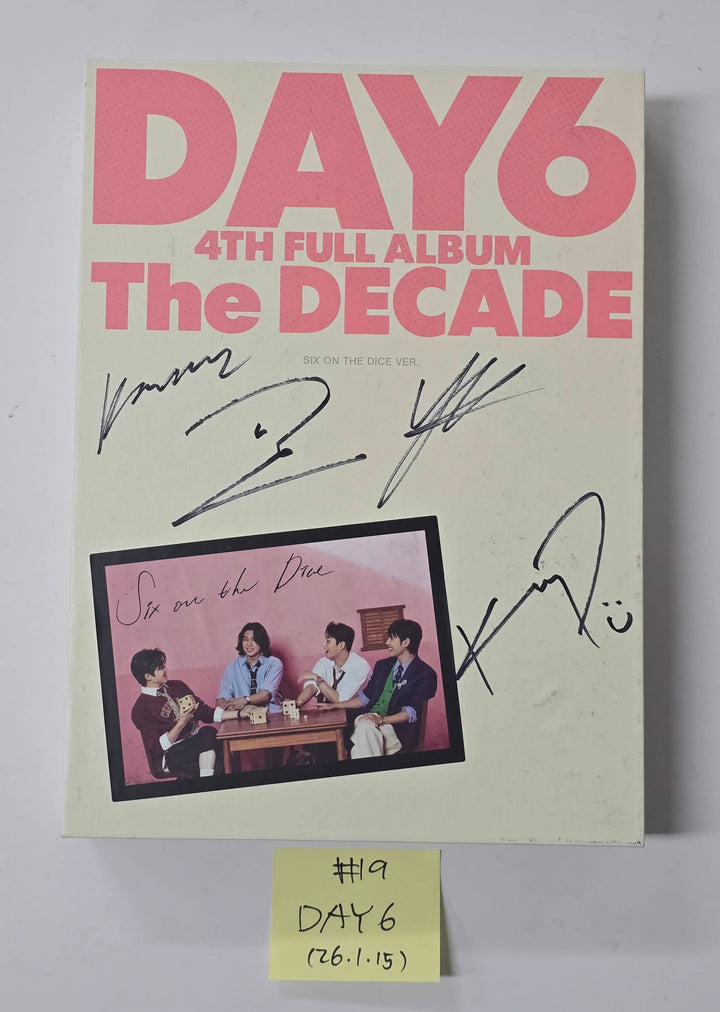 DAY6
4TH FULL ALBUM
The DECADE
SIX ON THE DICE VER.
Six on the Dice
#19
DAY6
(26.1.15)